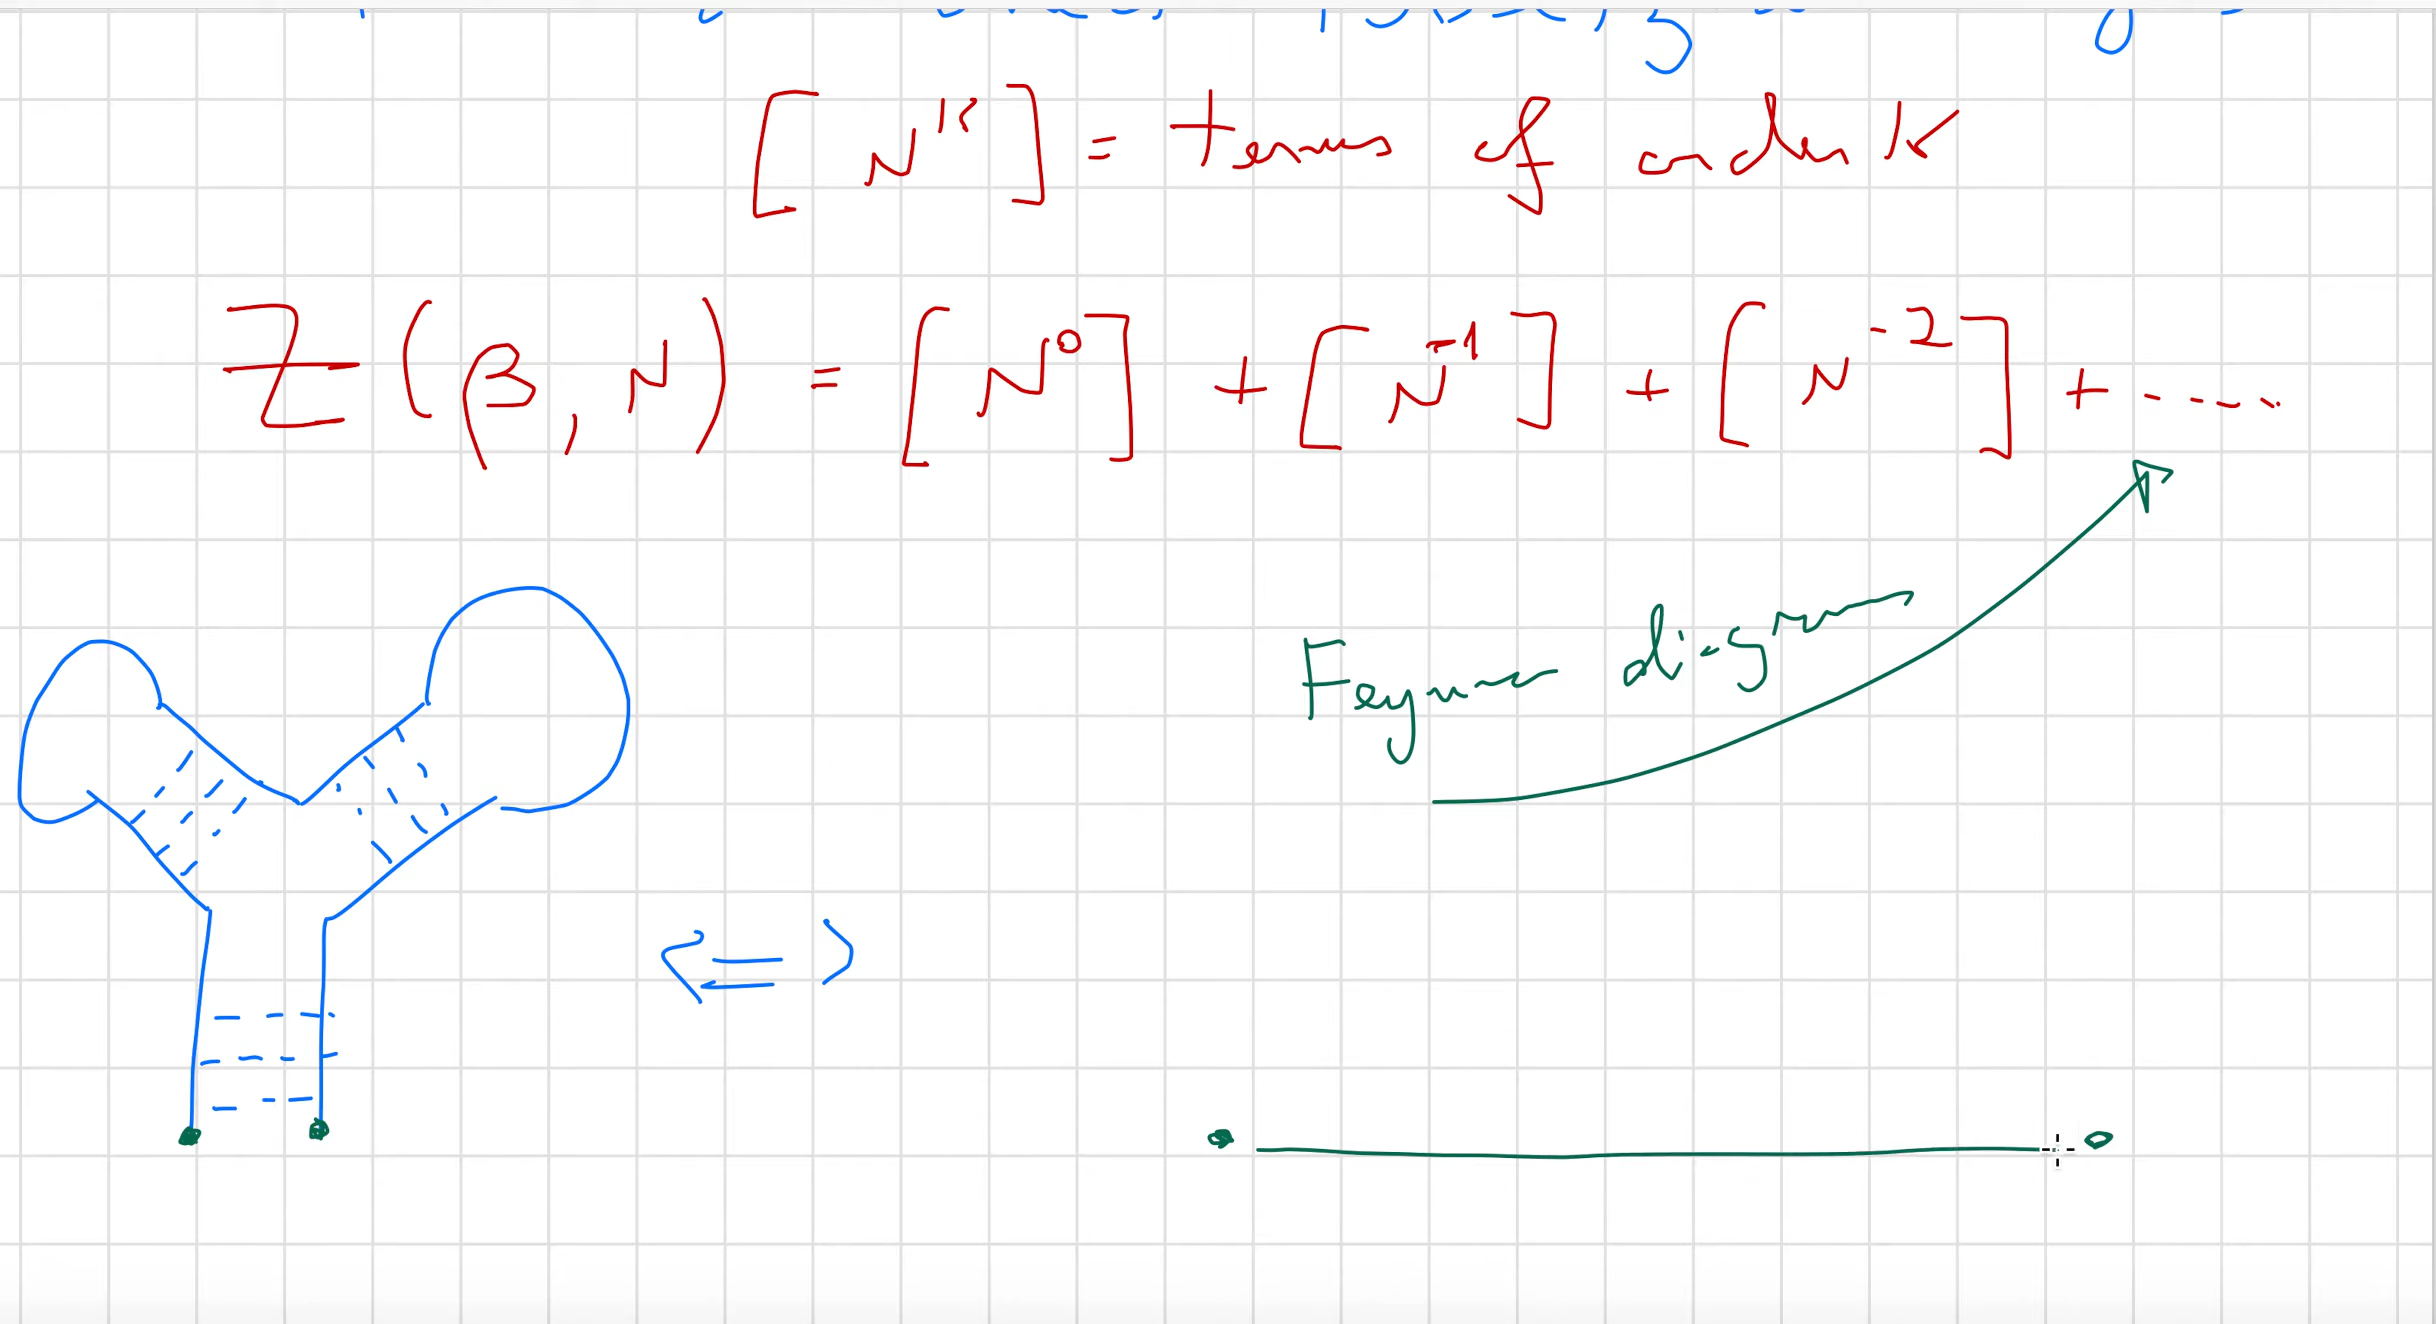 [N^K] = terms of order K
Z(β, N) = [N^0] + [N^-1] + [N^-2] + ----
Feynman diagrams
<=>